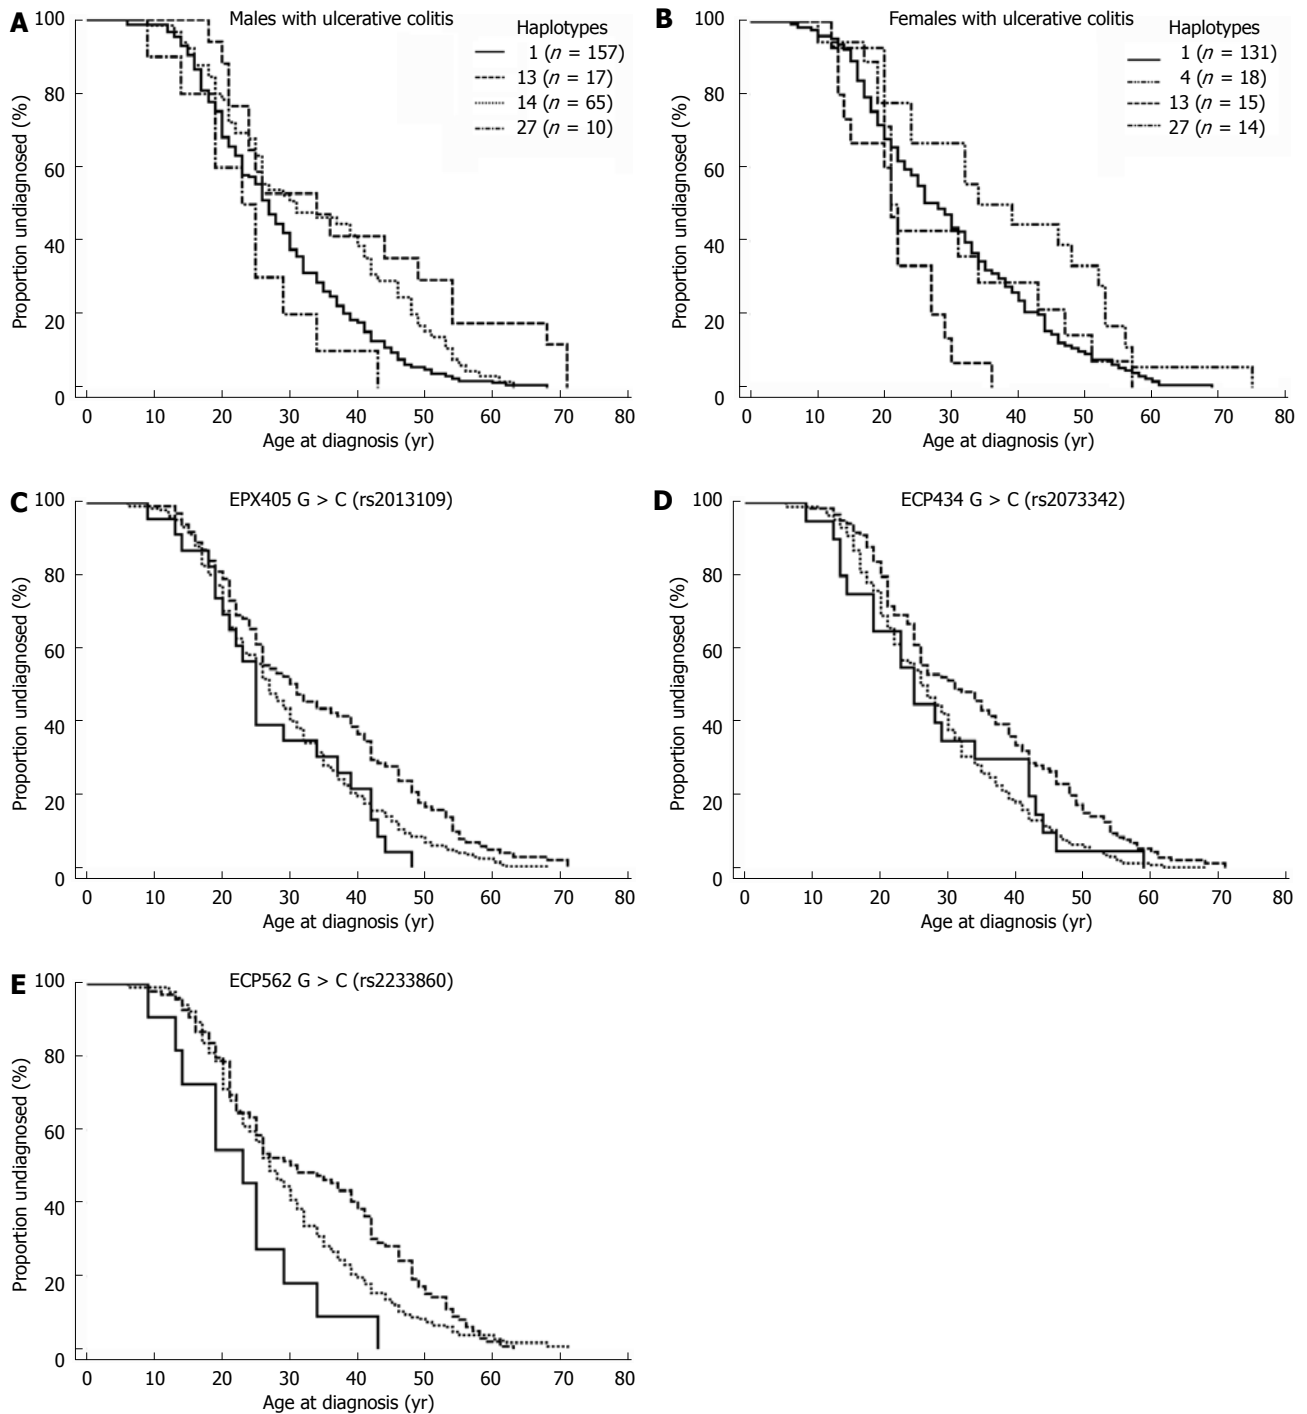 A
Males with ulcerative colitis
Haplotypes
1 (n = 157)
13 (n = 17)
14 (n = 65)
27 (n = 10)
Proportion undiagnosed (%)
100
80
60
40
20
0
0 10 20 30 40 50 60 70 80
Age at diagnosis (yr)
B
Females with ulcerative colitis
Haplotypes
1 (n = 131)
4 (n = 18)
13 (n = 15)
27 (n = 14)
Proportion undiagnosed (%)
100
80
60
40
20
0
0 10 20 30 40 50 60 70 80
Age at diagnosis (yr)
C
EPX405 G > C (rs2013109)
Proportion undiagnosed (%)
100
80
60
40
20
0
0 10 20 30 40 50 60 70 80
Age at diagnosis (yr)
D
ECP434 G > C (rs2073342)
Proportion undiagnosed (%)
100
80
60
40
20
0
0 10 20 30 40 50 60 70 80
Age at diagnosis (yr)
E
ECP562 G > C (rs2233860)
Proportion undiagnosed (%)
100
80
60
40
20
0
0 10 20 30 40 50 60 70 80
Age at diagnosis (yr)